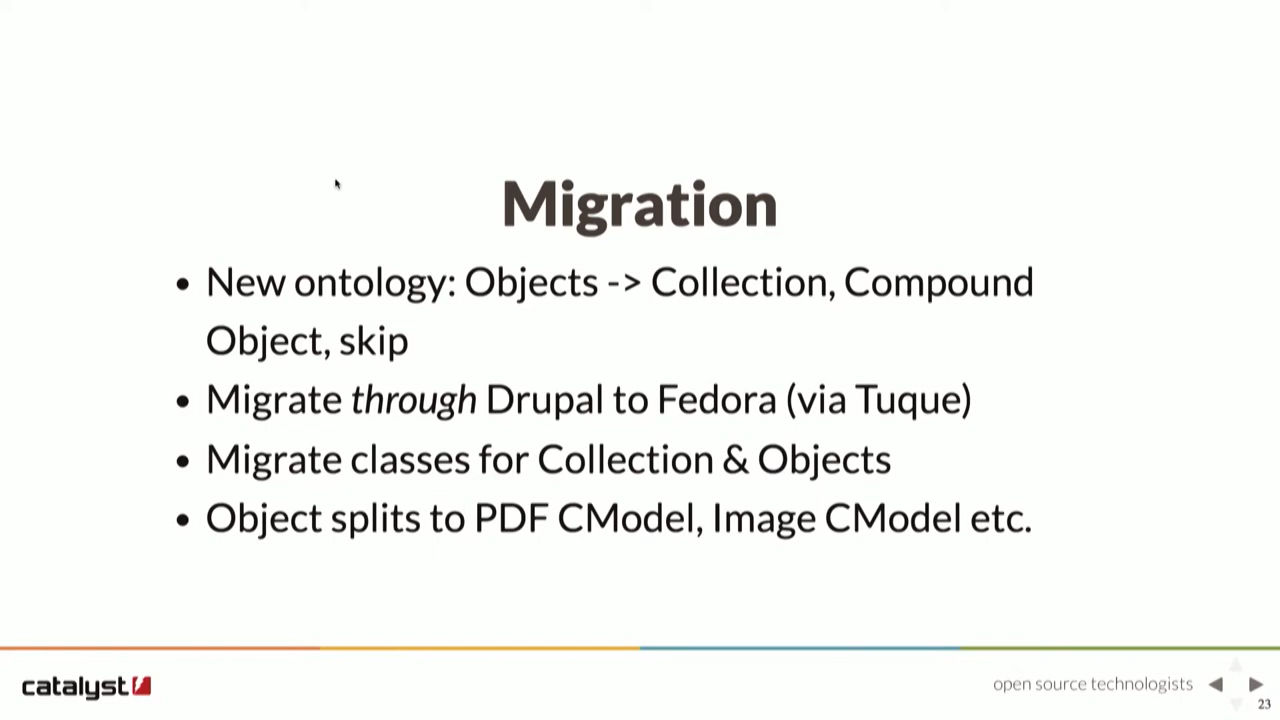 Migration
• New ontology: Objects -> Collection, Compound
Object, skip
• Migrate through Drupal to Fedora (via Tuque)
• Migrate classes for Collection & Objects
• Object splits to PDF CModel, Image CModel etc.
catalyst
open source technologists
23